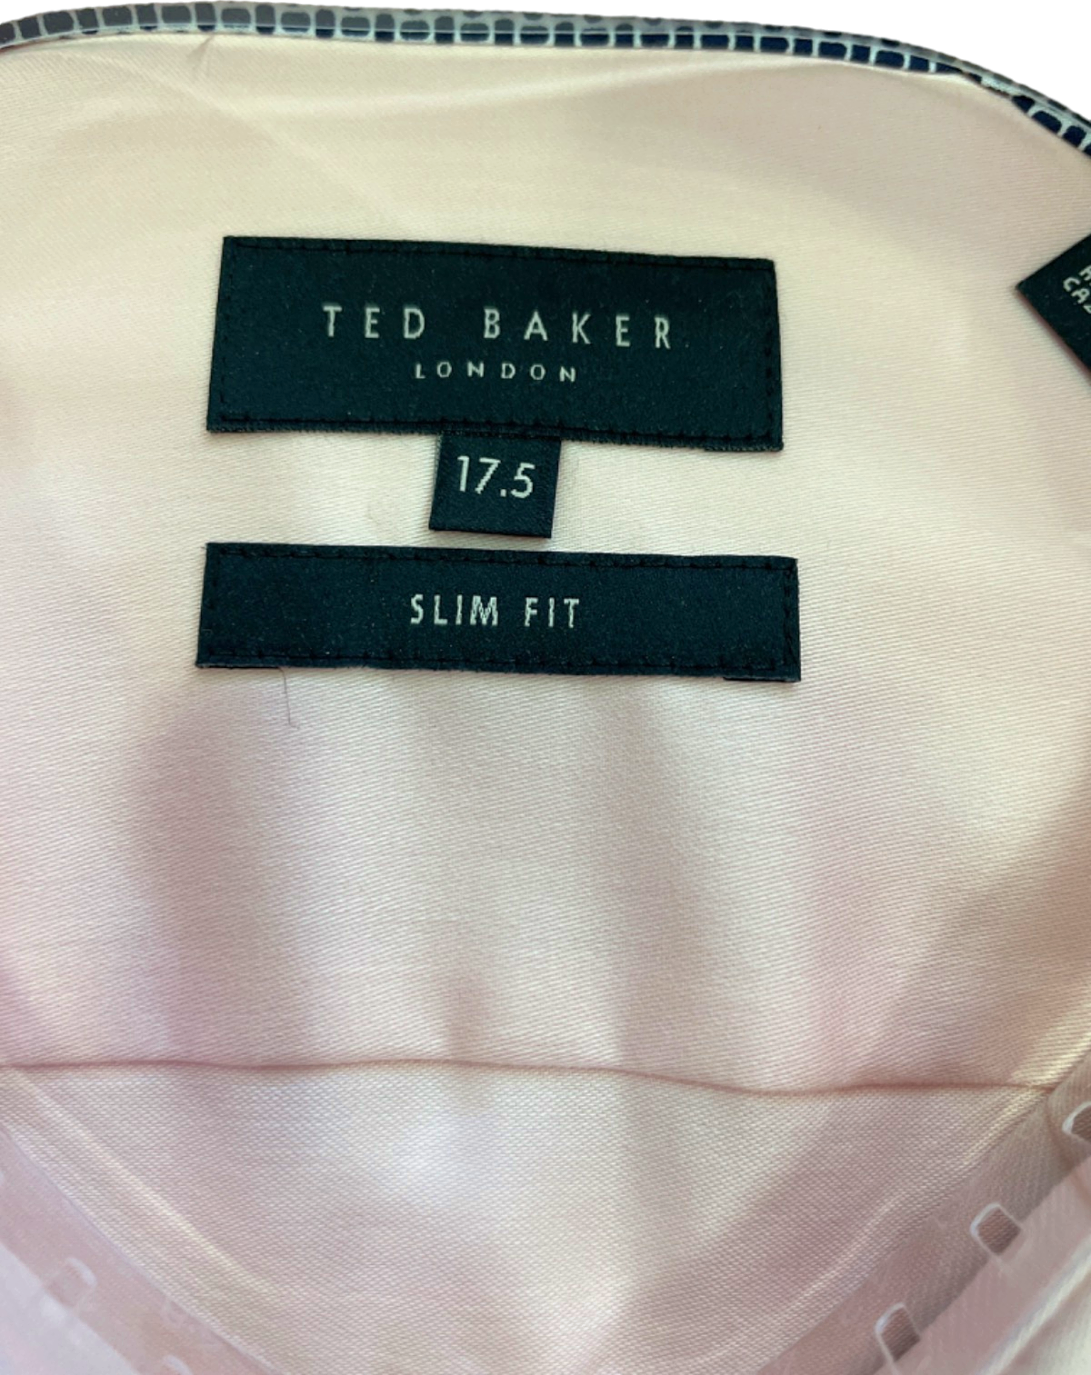 TED BAKER
LONDON
17.5
SLIM FIT